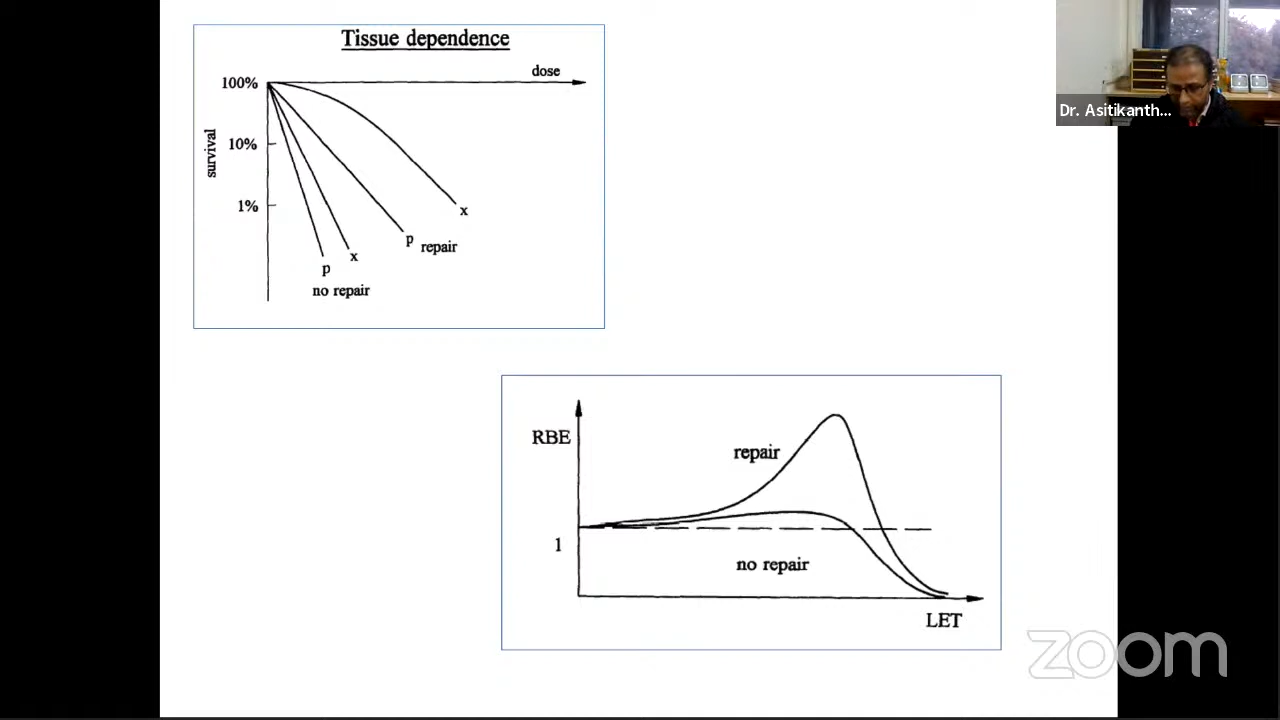 Tissue dependence
dose
100%
survival
10%
1%
x
p repair
x
p
no repair
Dr. Asitikanth...
RBE
repair
1
no repair
LET
zoom